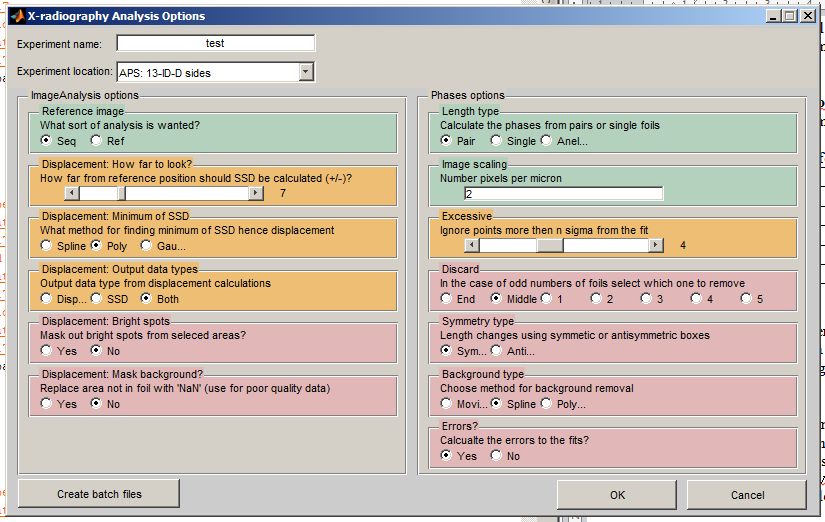 X-radiography Analysis Options
Experiment name:
test
Experiment location:
APS: 13-ID-D sides
ImageAnalysis options
Reference image
What sort of analysis is wanted?
Seq Ref
Displacement: How far to look?
How far from reference position should SSD be calculated (+/-)?
7
Displacement: Minimum of SSD
What method for finding minimum of SSD hence displacement
Spline Poly Gau...
Displacement: Output data types
Output data type from displacement calculations
Disp... SSD Both
Displacement: Bright spots
Mask out bright spots from seleced areas?
Yes No
Displacement: Mask background?
Replace area not in foil with 'NaN' (use for poor quality data)
Yes No
Phases options
Length type
Calculate the phases from pairs or single foils
Pair Single Anel...
Image scaling
Number pixels per micron
2
Excessive
Ignore points more then n sigma from the fit
4
Discard
In the case of odd numbers of foils select which one to remove
End Middle 1 2 3 4 5
Symmetry type
Length changes using symmetric or antisymmetric boxes
Sym... Anti...
Background type
Choose method for background removal
Movi... Spline Poly...
Errors?
Calcualte the errors to the fits?
Yes No
Create batch files
OK
Cancel